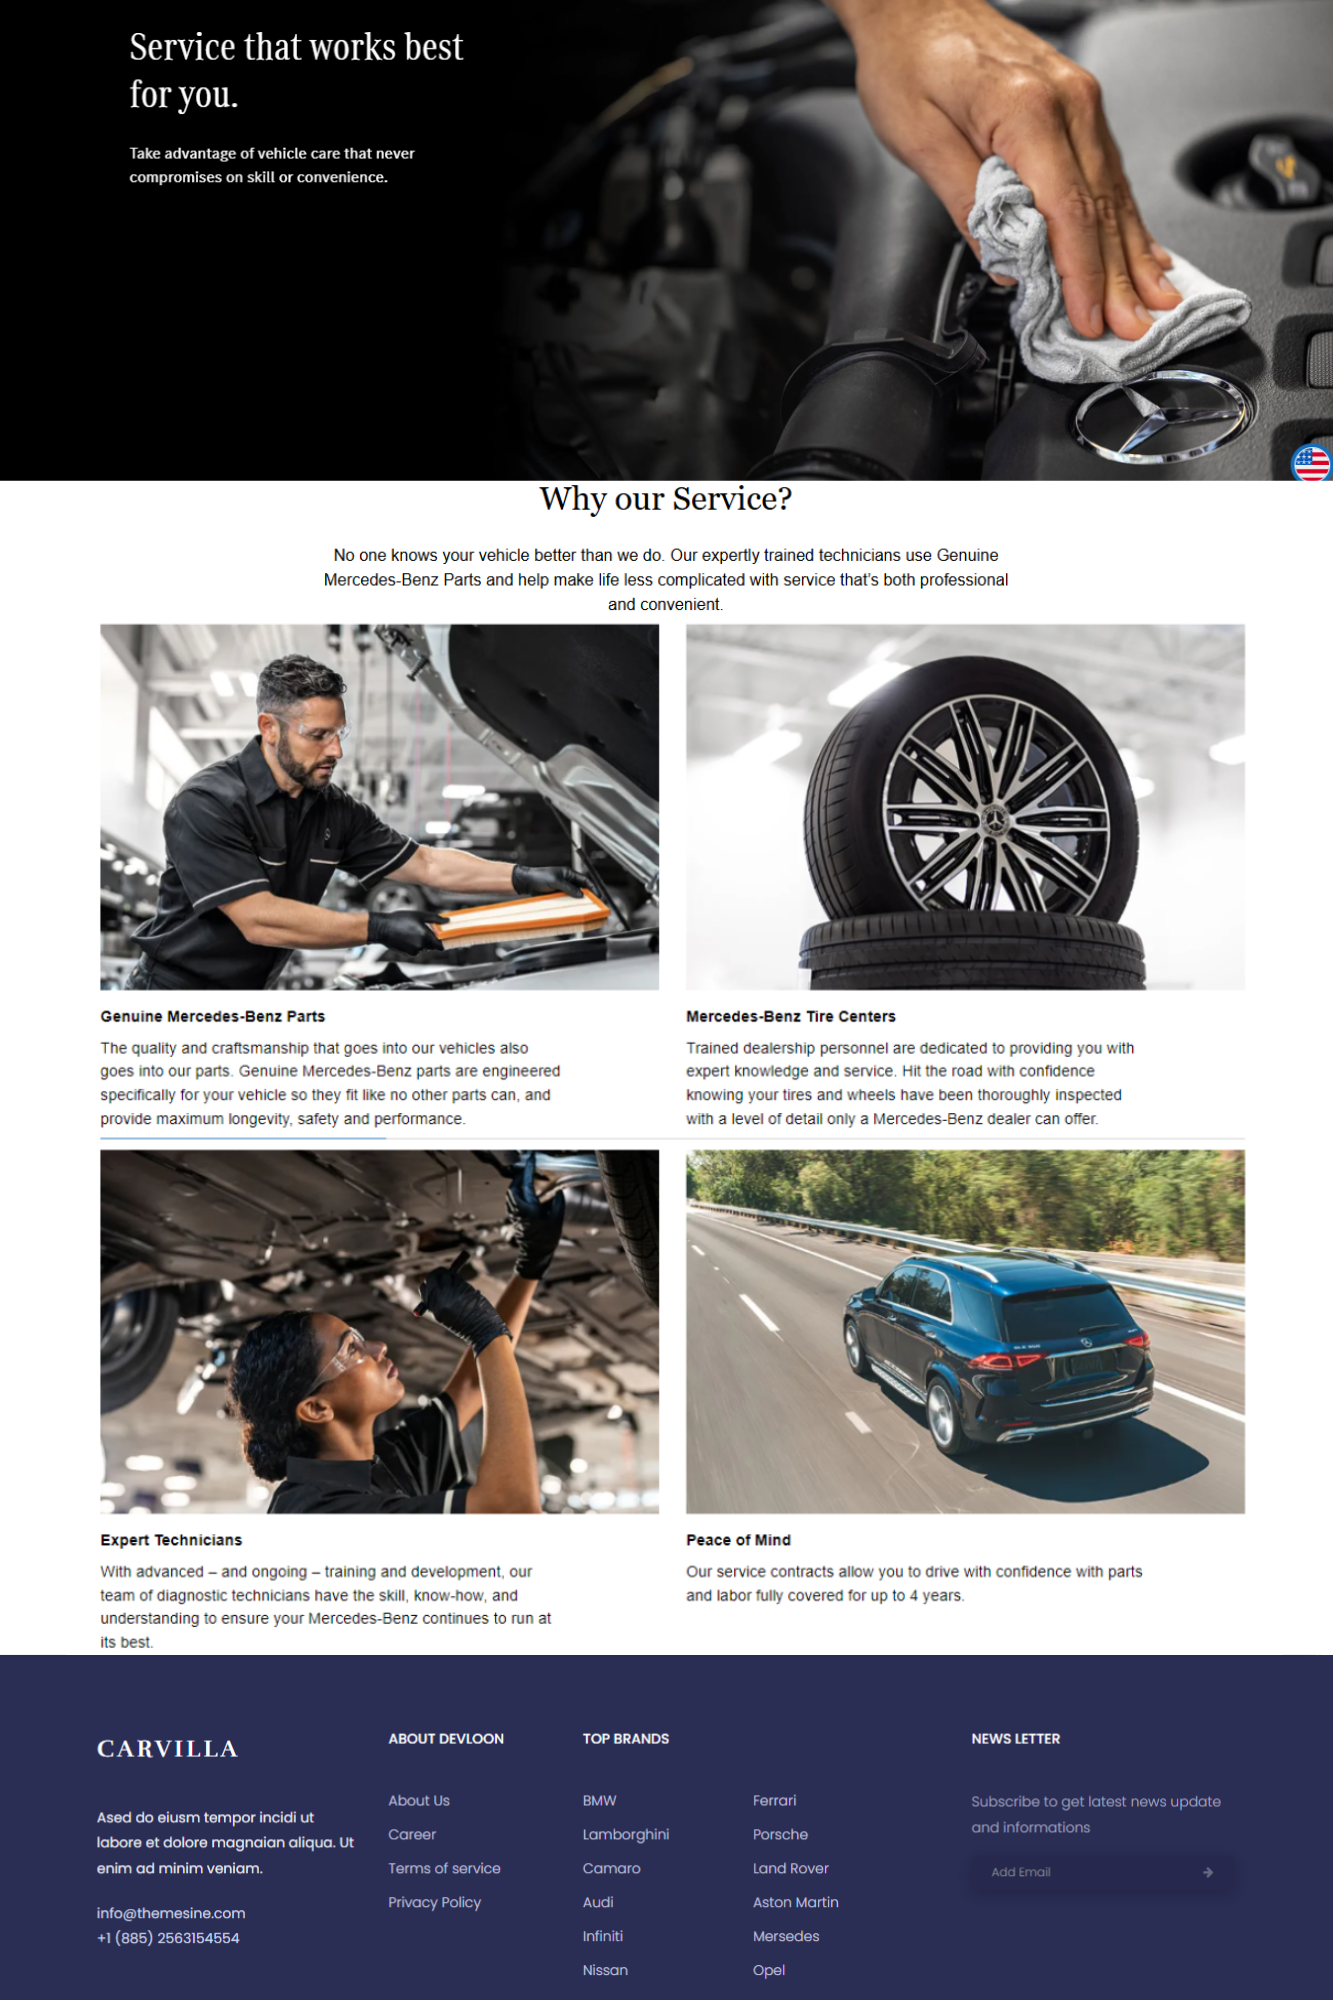 Service that works best
for you.
Take advantage of vehicle care that never
compromises on skill or convenience.
Why our Service?
No one knows your vehicle better than we do. Our expertly trained technicians use Genuine
Mercedes-Benz Parts and help make life less complicated with service that's both professional
and convenient.
Genuine Mercedes-Benz Parts
The quality and craftsmanship that goes into our vehicles also
goes into our parts. Genuine Mercedes-Benz parts are engineered
specifically for your vehicle so they fit like no other parts can, and
provide maximum longevity, safety and performance.
Mercedes-Benz Tire Centers
Trained dealership personnel are dedicated to providing you with
expert knowledge and service. Hit the road with confidence
knowing your tires and wheels have been thoroughly inspected
with a level of detail only a Mercedes-Benz dealer can offer.
Expert Technicians
With advanced – and ongoing – training and development, our
team of diagnostic technicians have the skill, know-how, and
understanding to ensure your Mercedes-Benz continues to run at
its best.
Peace of Mind
Our service contracts allow you to drive with confidence with parts
and labor fully covered for up to 4 years.
CARVILLA
Ased do eiusm tempor incidi ut
labore et dolore magnaian aliqua. Ut
enim ad minim veniam.
info@themesine.com
+1 (885) 2563154554
ABOUT DEVLOON
About Us
Career
Terms of service
Privacy Policy
TOP BRANDS
BMW
Lamborghini
Camaro
Audi
Infiniti
Nissan
Ferrari
Porsche
Land Rover
Aston Martin
Mersedes
Opel
NEWS LETTER
Subscribe to get latest news update
and informations
Add Email